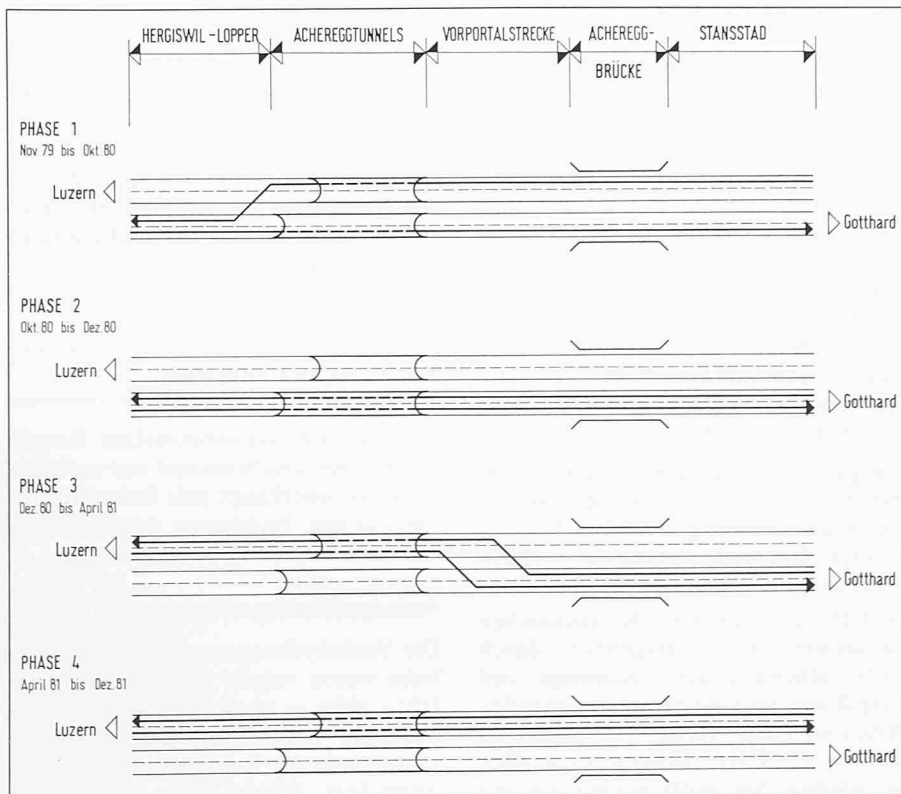 HERGISWIL-LOPPER ACHEREGGTUNNELS VORPORTALSTRECKE ACHEREGG- STANSSTAD
BRÜCKE
PHASE 1
Nov. 79 bis Okt. 80
Luzern
Gotthard
PHASE 2
Okt. 80 bis Dez. 80
Luzern
Gotthard
PHASE 3
Dez. 80 bis April 81
Luzern
Gotthard
PHASE 4
April 81 bis Dez. 81
Luzern
Gotthard